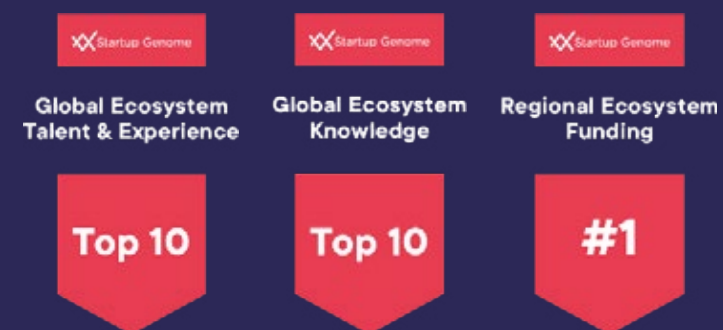 Startup Genome
Global Ecosystem
Talent & Experience
Top 10
Startup Genome
Global Ecosystem
Knowledge
Top 10
Startup Genome
Regional Ecosystem
Funding
#1